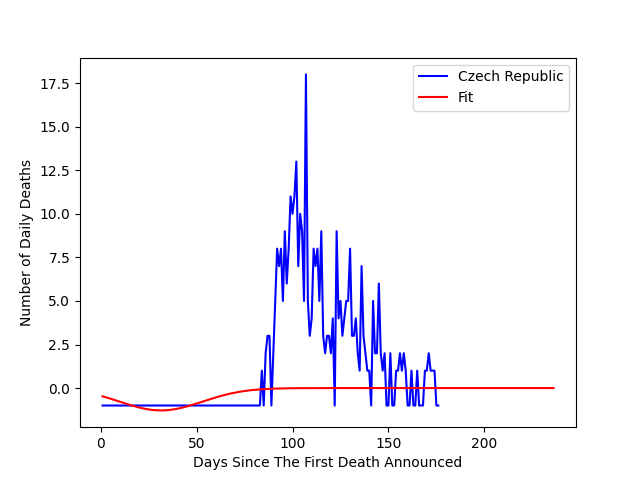 Czech Republic
Fit
Number of Daily Deaths
17.5
15.0
12.5
10.0
7.5
5.0
2.5
0.0
0 50 100 150 200
Days Since The First Death Announced